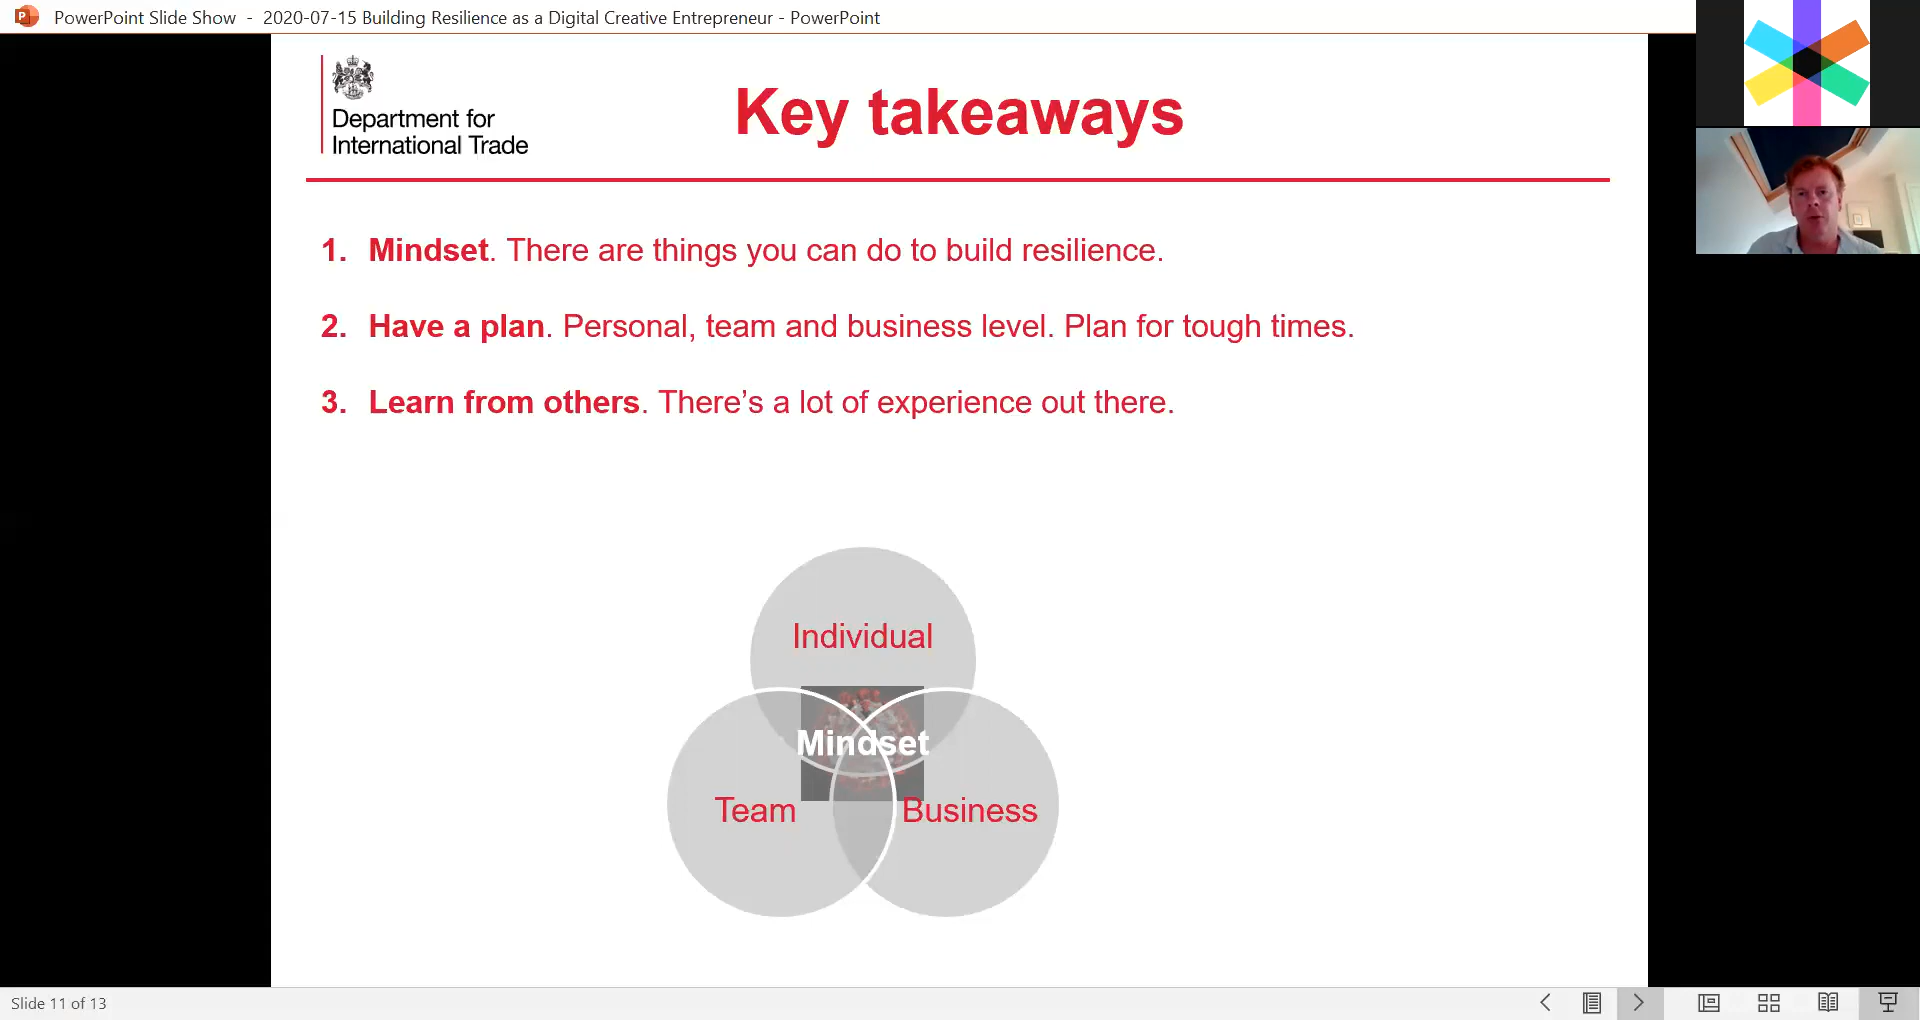 PowerPoint Slide Show - 2020-07-15 Building Resilience as a Digital Creative Entrepreneur - PowerPoint
Department for
International Trade
Key takeaways
1. Mindset. There are things you can do to build resilience.
2. Have a plan. Personal, team and business level. Plan for tough times.
3. Learn from others. There’s a lot of experience out there.
Individual
Mindset
Team
Business
Slide 11 of 13